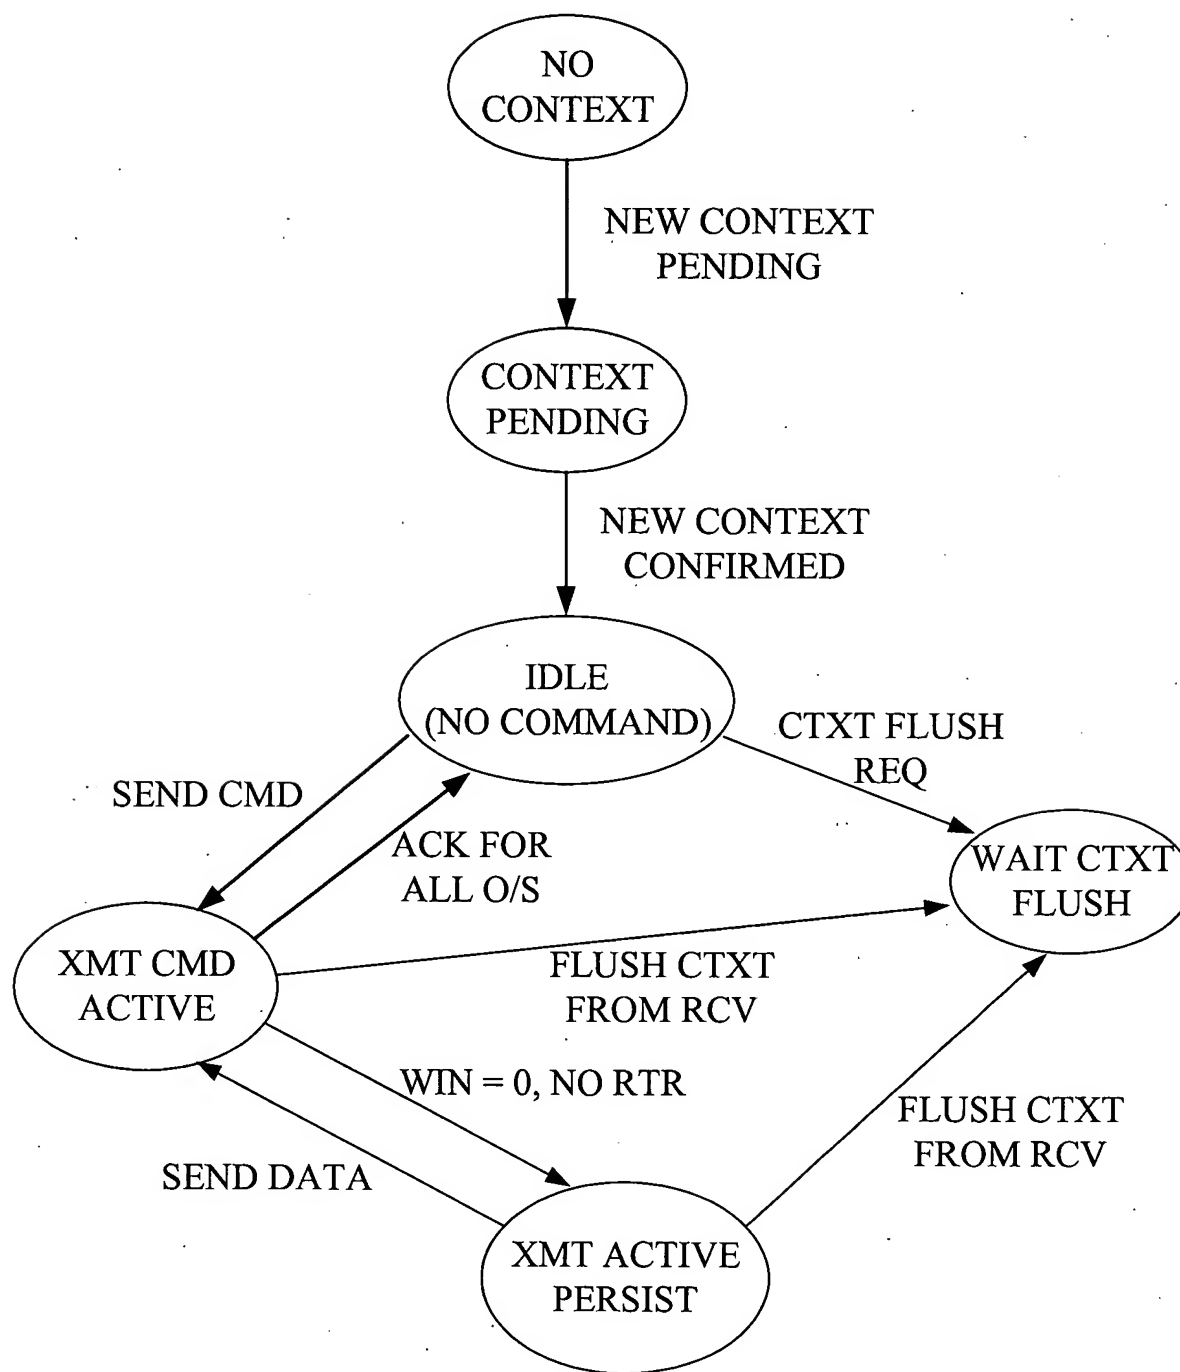 NO
CONTEXT
NEW CONTEXT
PENDING
CONTEXT
PENDING
NEW CONTEXT
CONFIRMED
IDLE
(NO COMMAND)
CTXT FLUSH
REQ
SEND CMD
ACK FOR
ALL O/S
WAIT CTXT
FLUSH
XMT CMD
ACTIVE
FLUSH CTXT
FROM RCV
WIN = 0, NO RTR
FLUSH CTXT
FROM RCV
SEND DATA
XMT ACTIVE
PERSIST